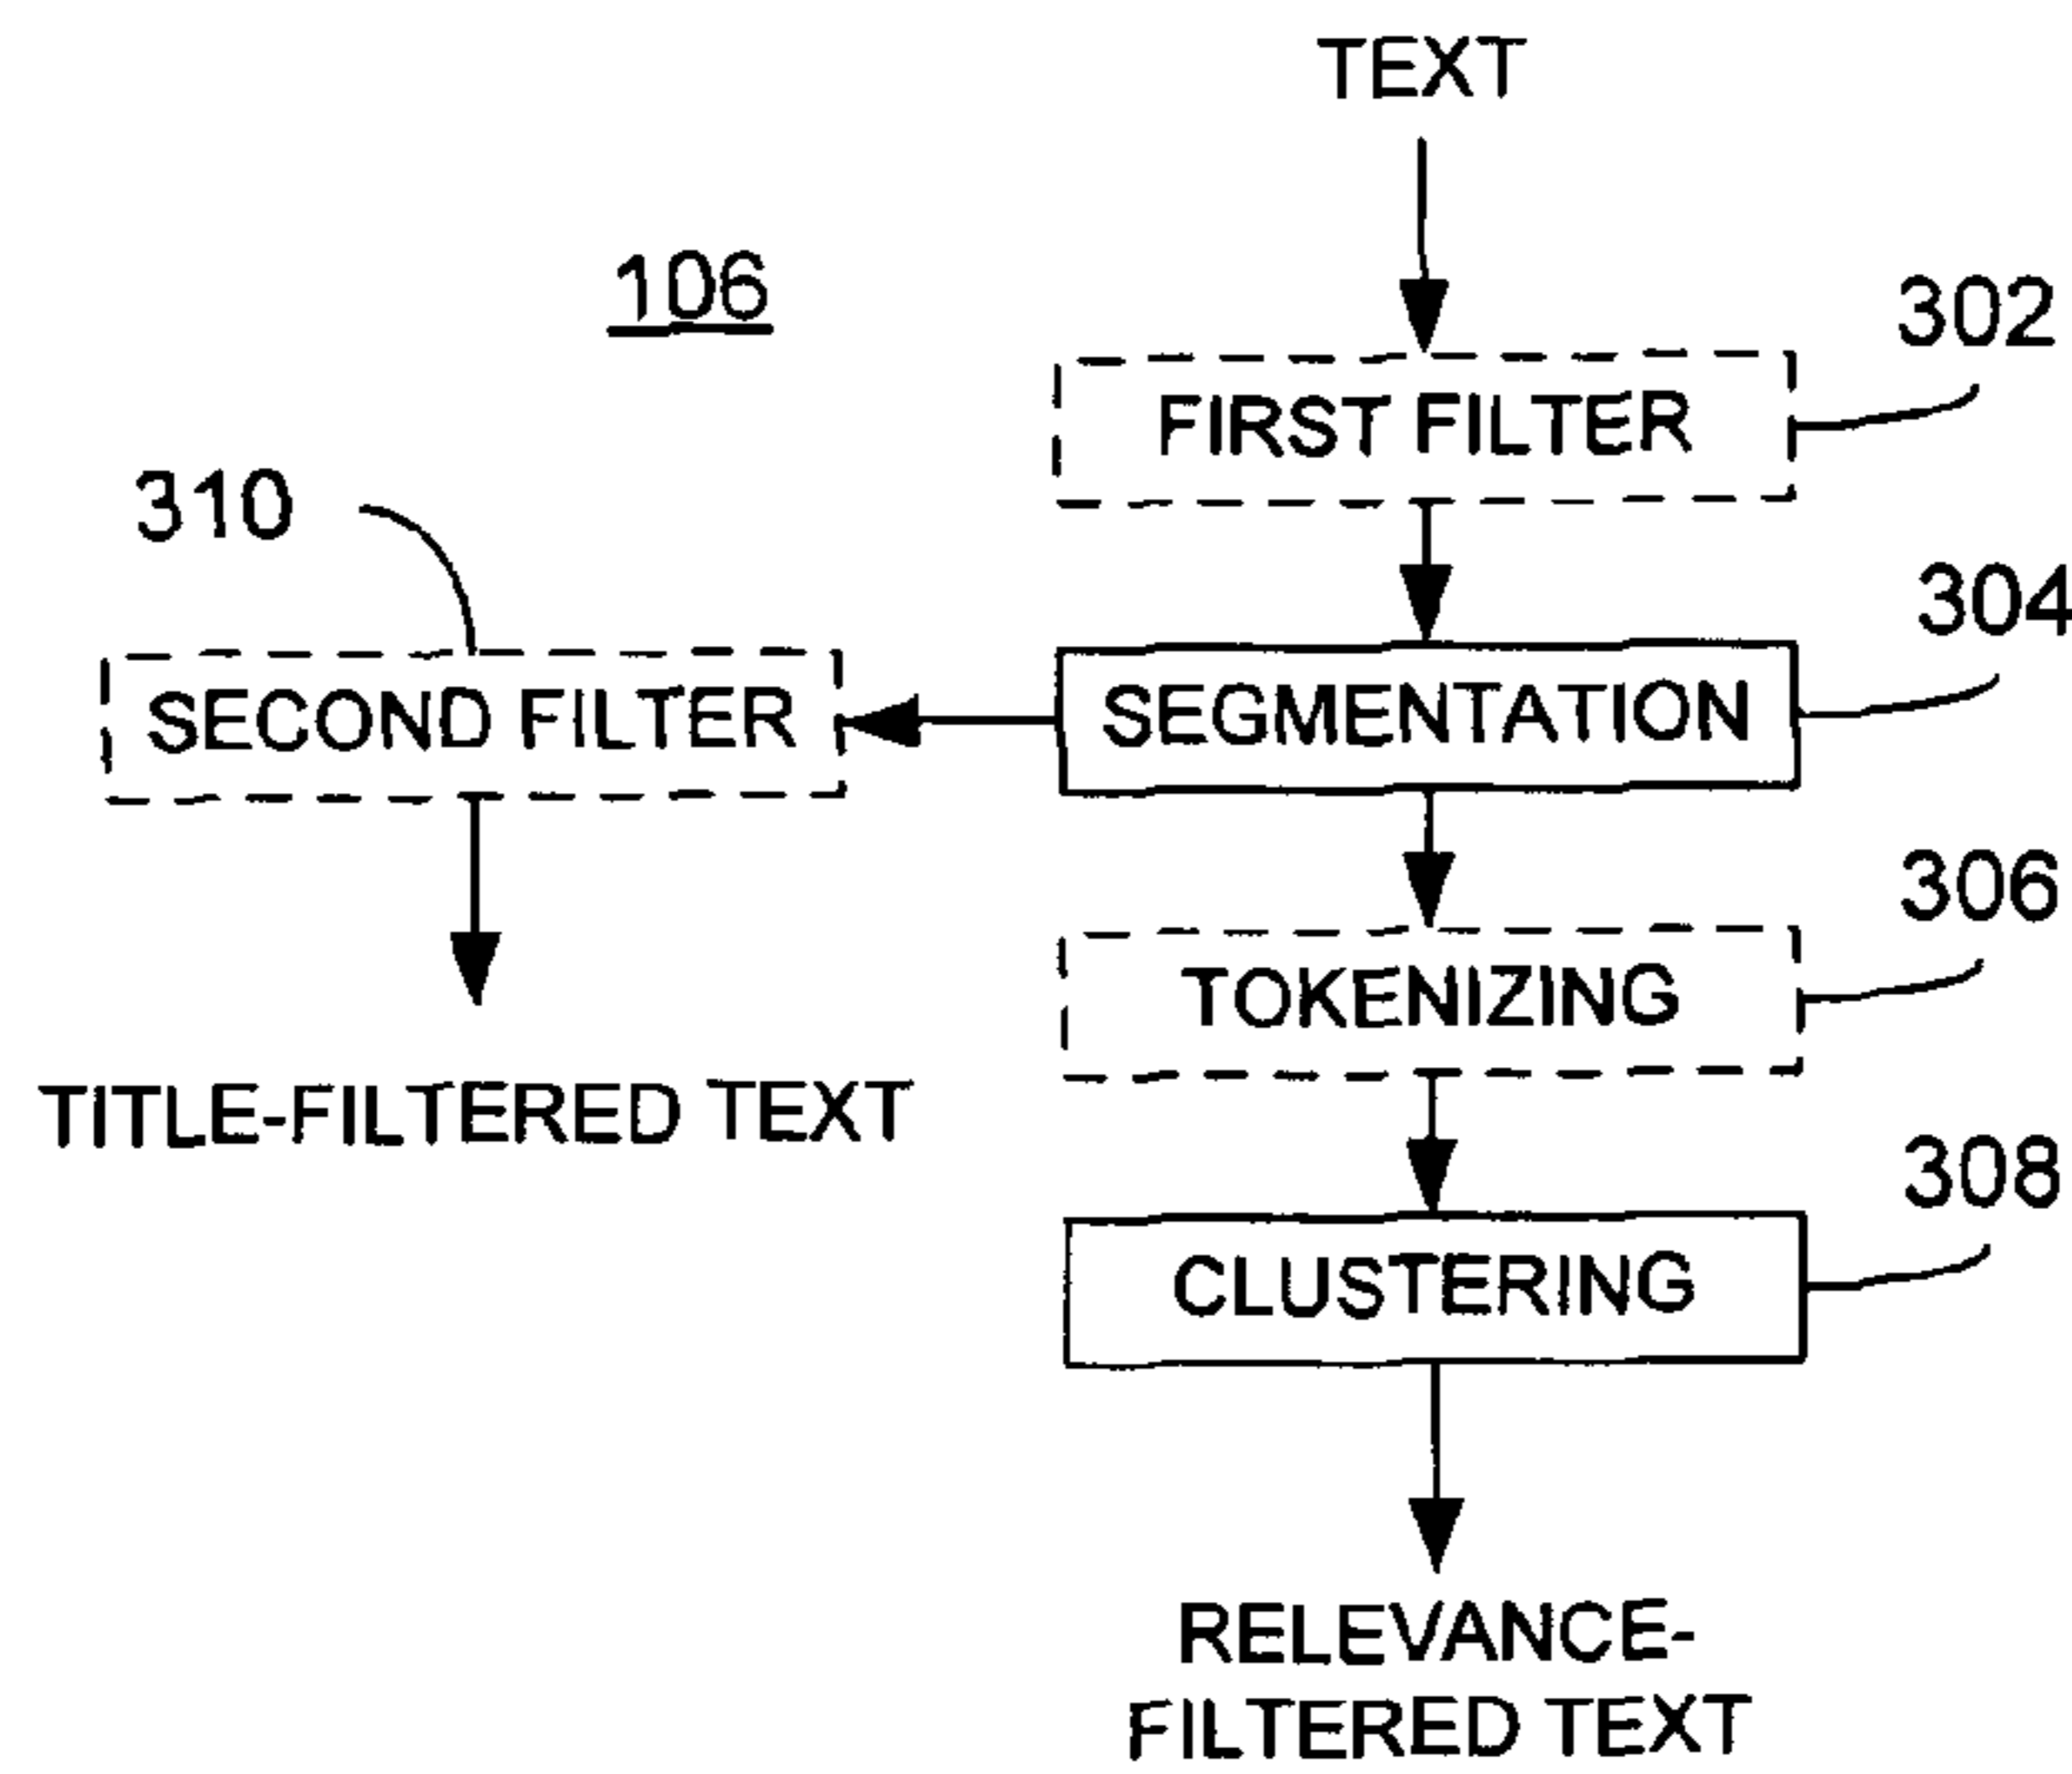 TEXT
106
302
FIRST FILTER
310
304
SECOND FILTER
SEGMENTATION
306
TOKENIZING
TITLE-FILTERED TEXT
308
CLUSTERING
RELEVANCE-
FILTERED TEXT